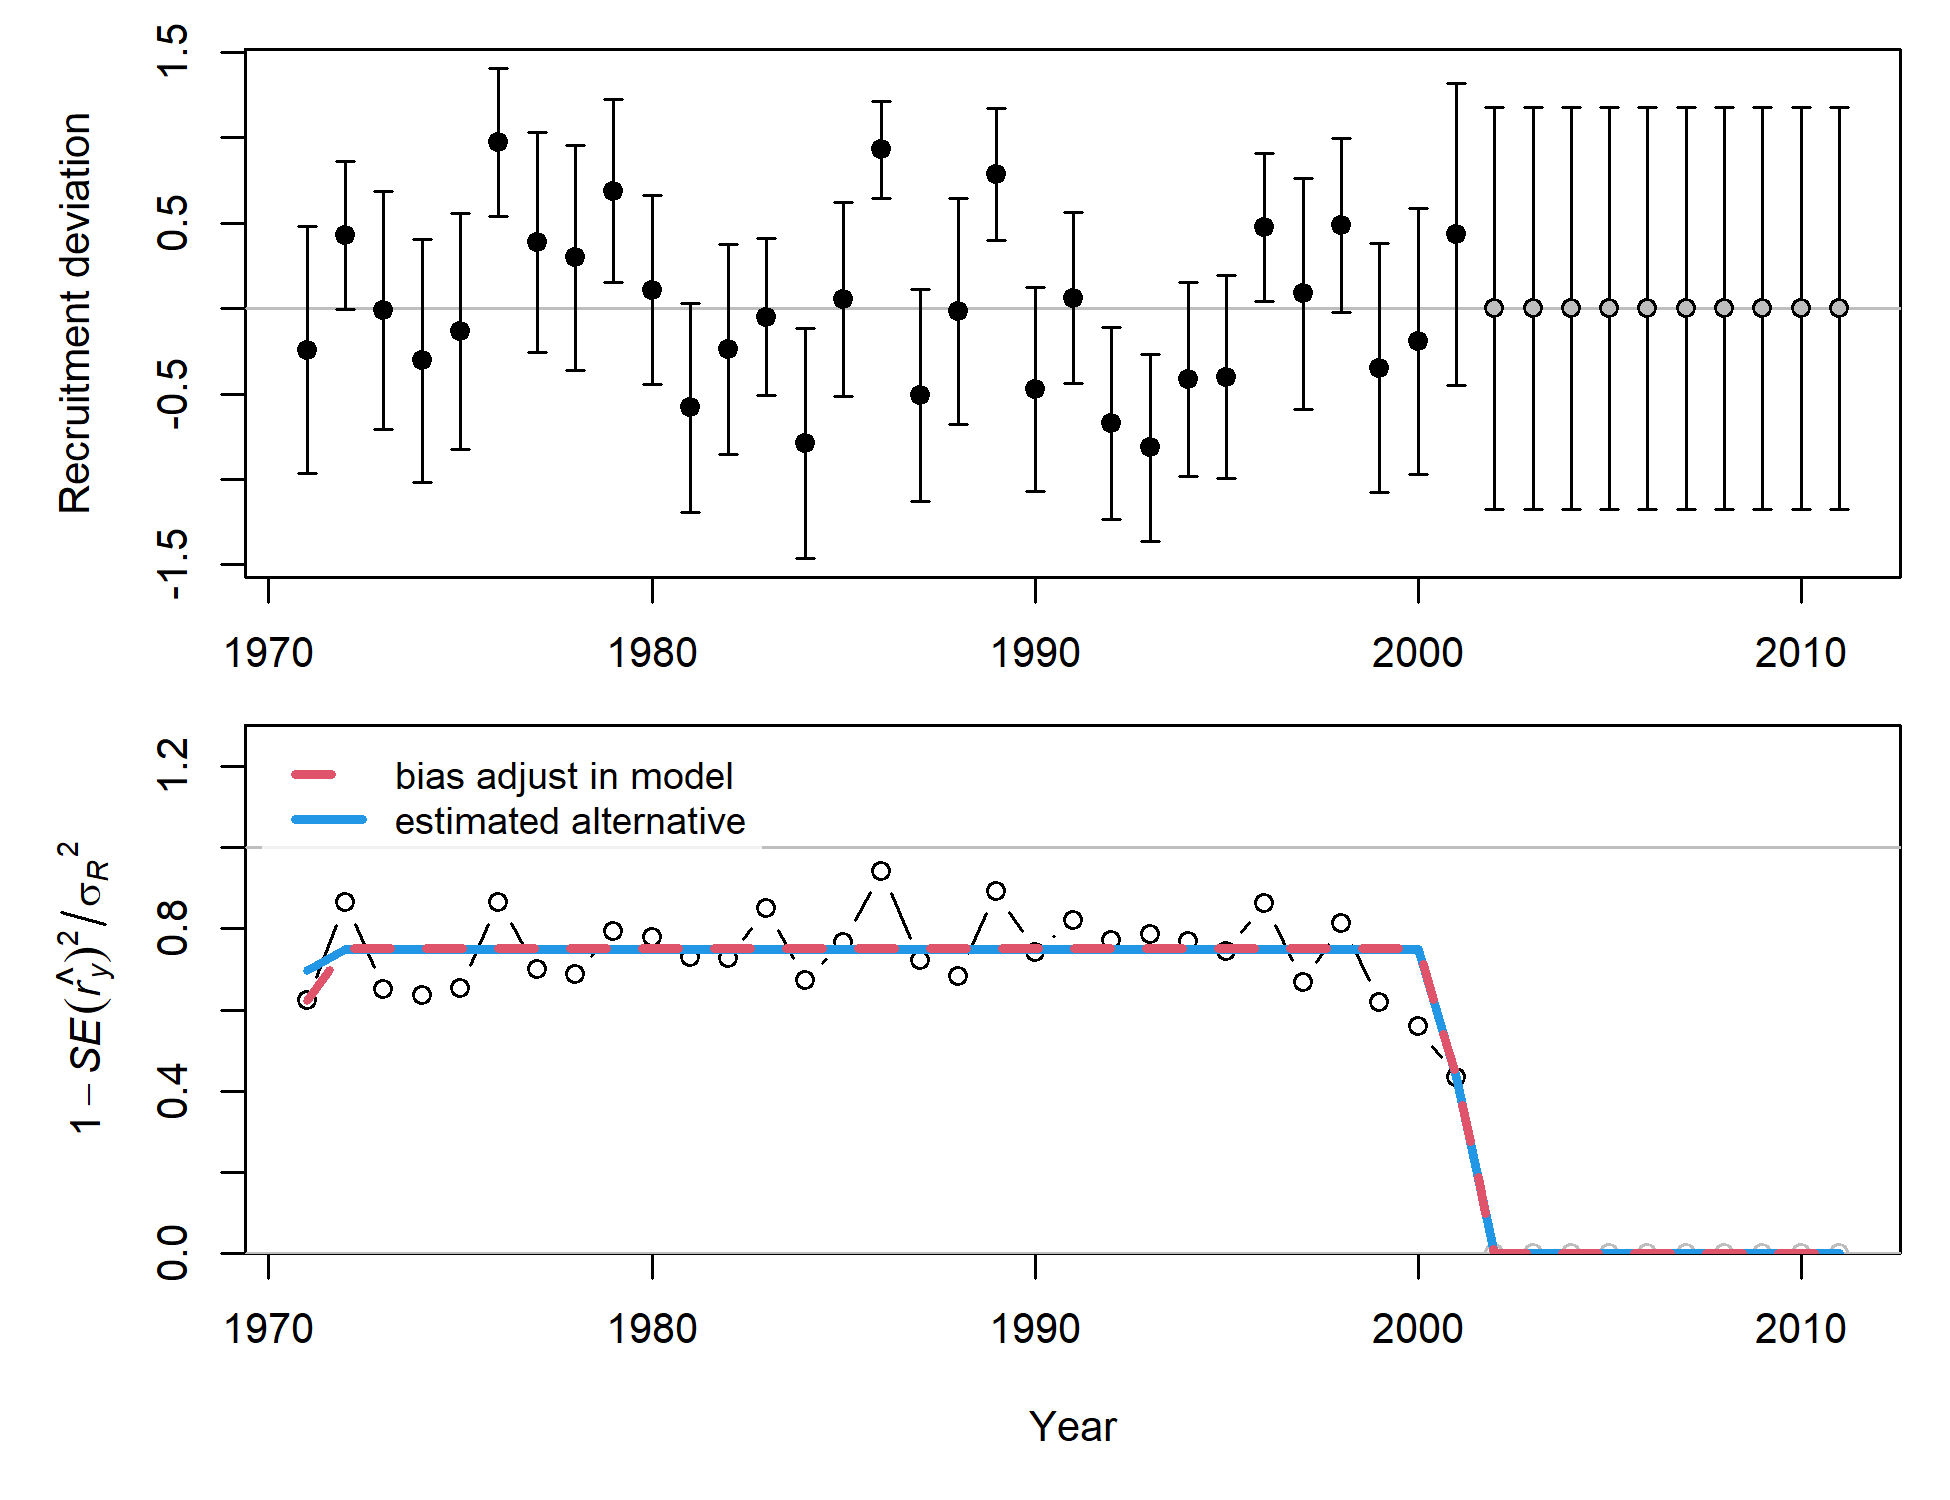 Recruitment deviation
1.5
0.5
-0.5
-1.5
1970 1980 1990 2000 2010
bias adjust in model
estimated alternative
1 − SE(r̂y)² / σR²
1.2
0.8
0.4
0.0
1970 1980 1990 2000 2010
Year